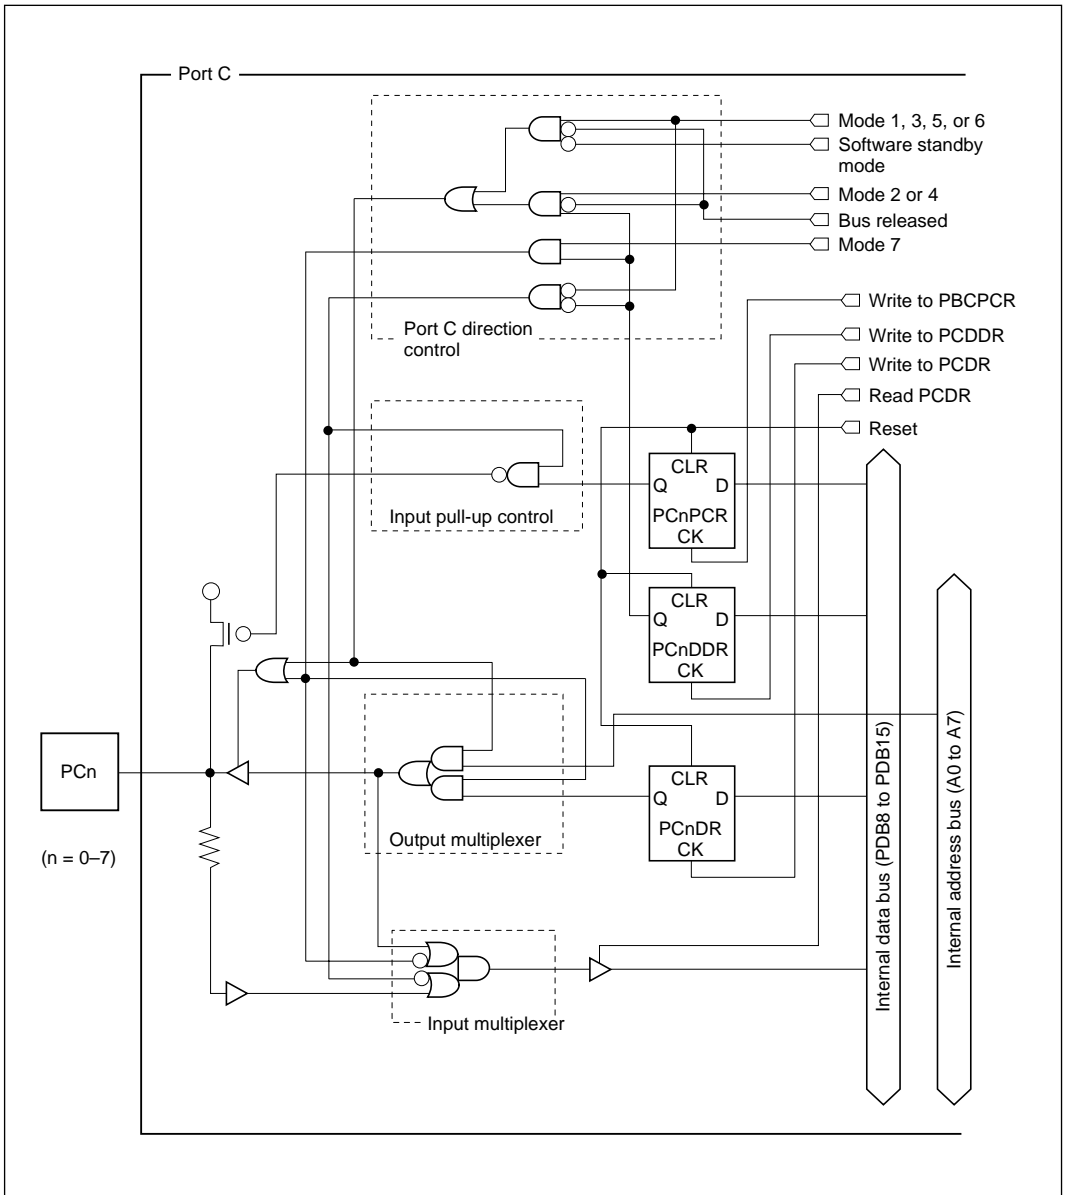 Port C
Mode 1, 3, 5, or 6
Software standby
mode
Mode 2 or 4
Bus released
Mode 7
Port C direction
control
Write to PBCPCR
Write to PCDDR
Write to PCDR
Read PCDR
Reset
Input pull-up control
CLR
Q D
PCnPCR
CK
CLR
Q D
PCnDDR
CK
PCn
(n = 0–7)
Output multiplexer
CLR
Q D
PCnDR
CK
Input multiplexer
Internal data bus (PDB8 to PDB15)
Internal address bus (A0 to A7)